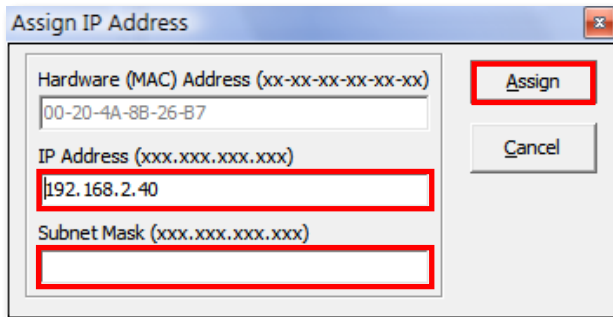 Assign IP Address
Hardware (MAC) Address (xx-xx-xx-xx-xx-xx)
00-20-4A-8B-26-B7
IP Address (xxx.xxx.xxx.xxx)
192.168.2.40
Subnet Mask (xxx.xxx.xxx.xxx)
Assign
Cancel